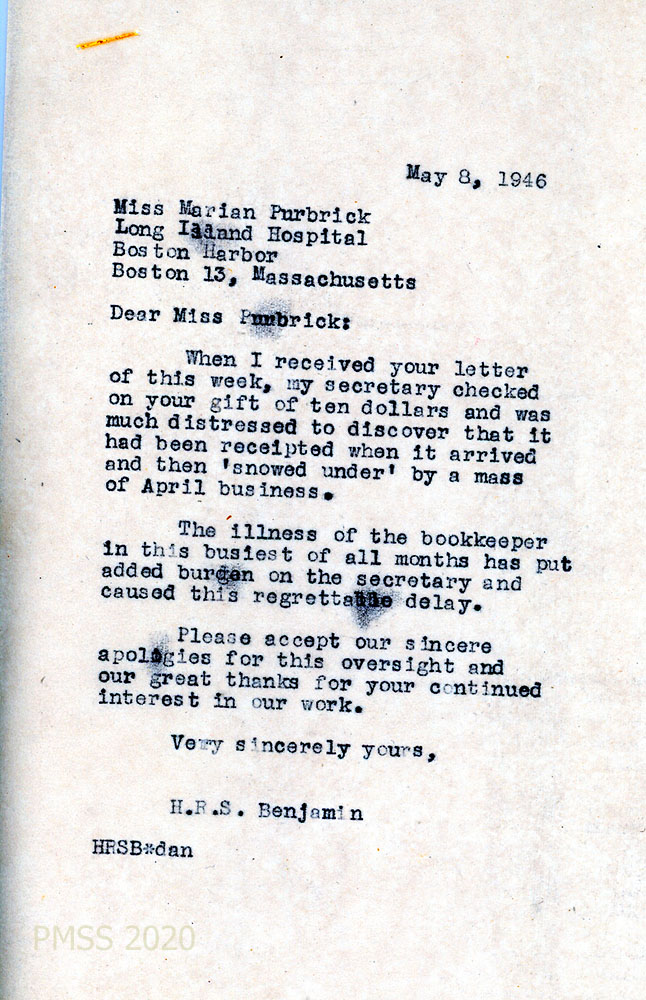 May 8, 1946
Miss Marian Purbrick
Long Island Hospital
Boston Harbor
Boston 13, Massachusetts
Dear Miss Purbrick:
When I received your letter
of this week, my secretary checked
on your gift of ten dollars and was
much distressed to discover that it
had been receipted when it arrived
and then 'snowed under' by a mass
of April business.
The illness of the bookkeeper
in this busiest of all months has put
added burden on the secretary and
caused this regrettable delay.
Please accept our sincere
apologies for this oversight and
our great thanks for your continued
interest in our work.
Very sincerely yours,
H.R.S. Benjamin
HRSB*dan
PMSS 2020